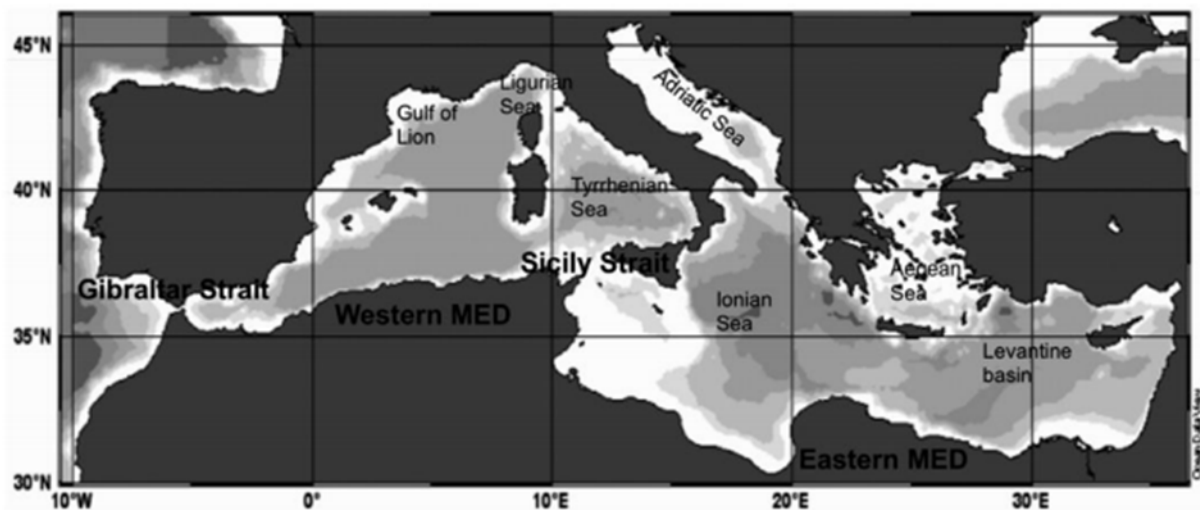 45°N
Ligurian
Sea
Adriatic Sea
Gulf of
Lion
40°N
Tyrrhenian
Sea
Sicily Strait
Aegean
Sea
Gibraltar Strait
Ionian
Sea
Western MED
35°N
Levantine
basin
Eastern MED
30°N
10°W
0°
10°E
20°E
30°E